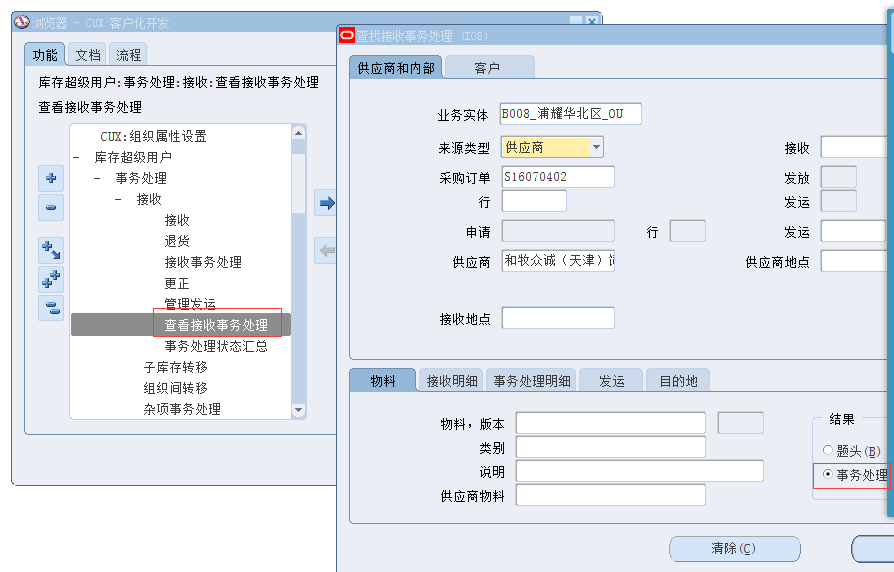 浏览器 - CUX:客户化开发
功能 文档 流程
库存超级用户:事务处理:接收:查看接收事务处理
查看接收事务处理
CUX:组织属性设置
- 库存超级用户
- 事务处理
- 接收
接收
退货
接收事务处理
更正
管理发运
查看接收事务处理
事务处理状态汇总
子库存转移
组织间转移
杂项事务处理
查找接收事务处理 (I08)
供应商和内部 客户
业务实体 B008_浦耀华北区_OU
来源类型 供应商 接收
采购订单 S16070402 发放
行 发运
申请 行 发运
供应商 和牧众诚（天津）饲 供应商地点
接收地点
物料 接收明细 事务处理明细 发运 目的地
物料，版本
类别
说明
供应商物料
结果
题头(B)
事务处理
清除(C)